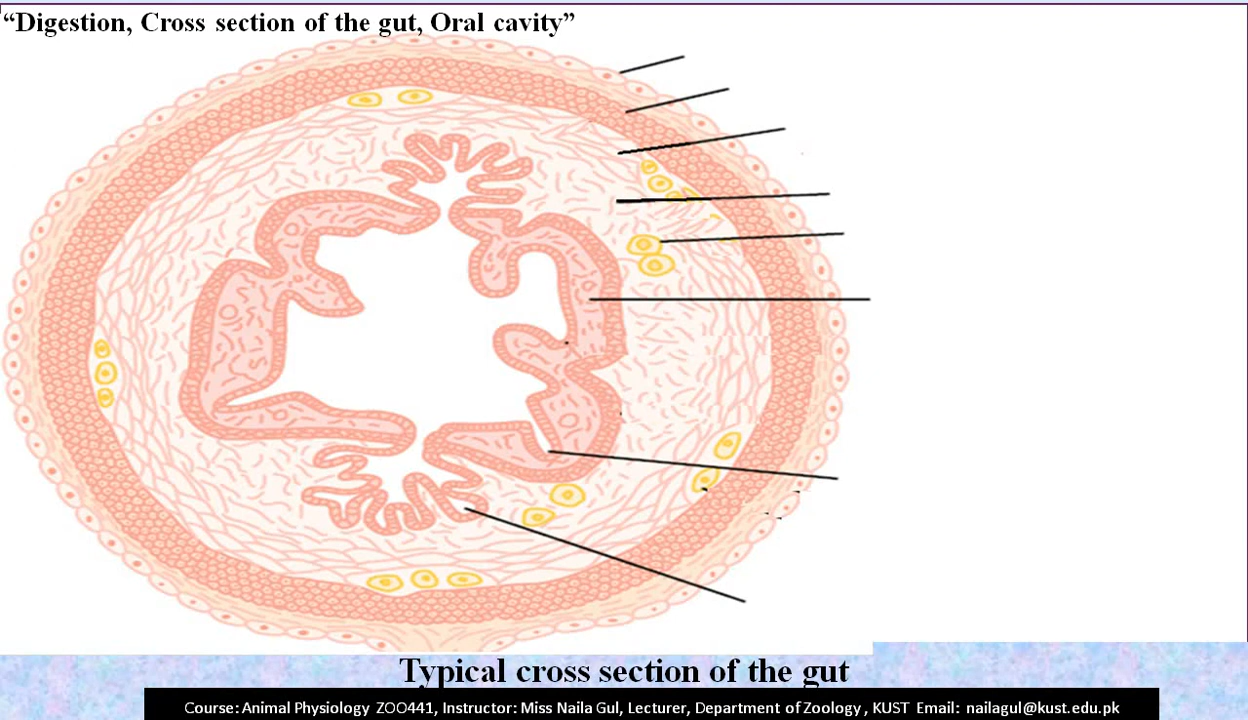 “Digestion, Cross section of the gut, Oral cavity”
Typical cross section of the gut
Course: Animal Physiology ZOO441, Instructor: Miss Naila Gul, Lecturer, Department of Zoology, KUST Email: nailagul@kust.edu.pk